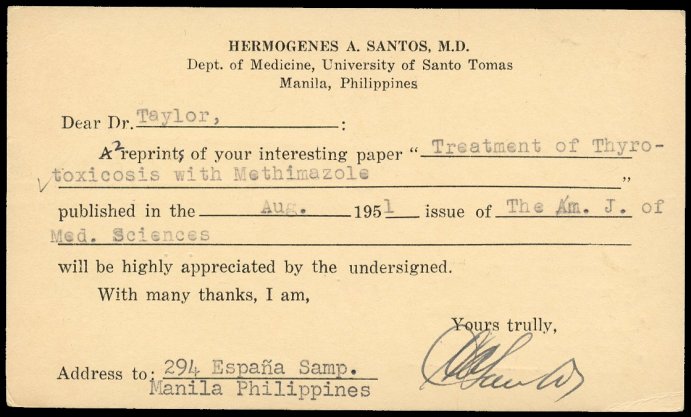 HERMOGENES A. SANTOS, M.D.
Dept. of Medicine, University of Santo Tomas
Manila, Philippines
Dear Dr. Taylor, :
A 2 reprints of your interesting paper “ Treatment of Thyro-
toxicosis with Methimazole ”
published in the Aug. 1951 issue of The Am. J. of
Med. Sciences
will be highly appreciated by the undersigned.
With many thanks, I am,
Yours trully,
Address to: 294 España Samp.
Manila Philippines